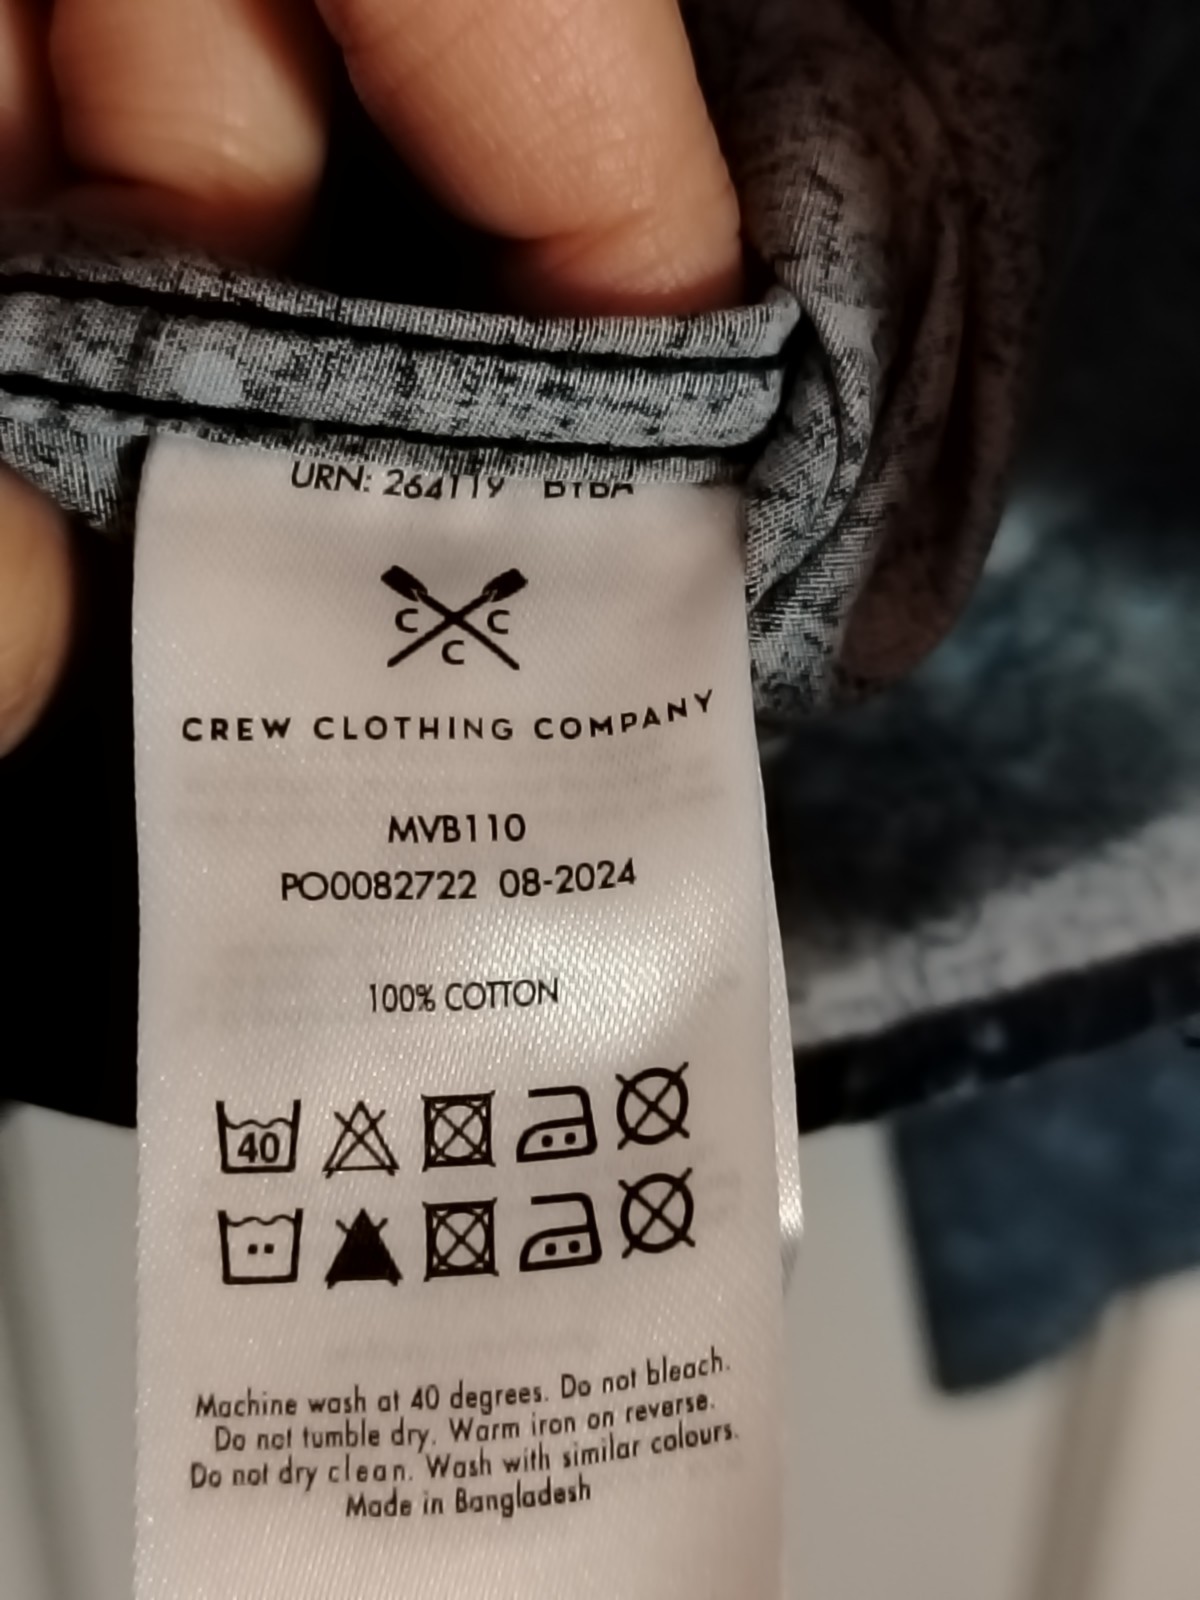 URN: 264119
C C
C
CREW CLOTHING COMPANY
MVB110
PO0082722 08-2024
100% COTTON
40
Machine wash at 40 degrees. Do not bleach.
Do not tumble dry. Warm iron on reverse.
Do not dry clean. Wash with similar colours.
Made in Bangladesh